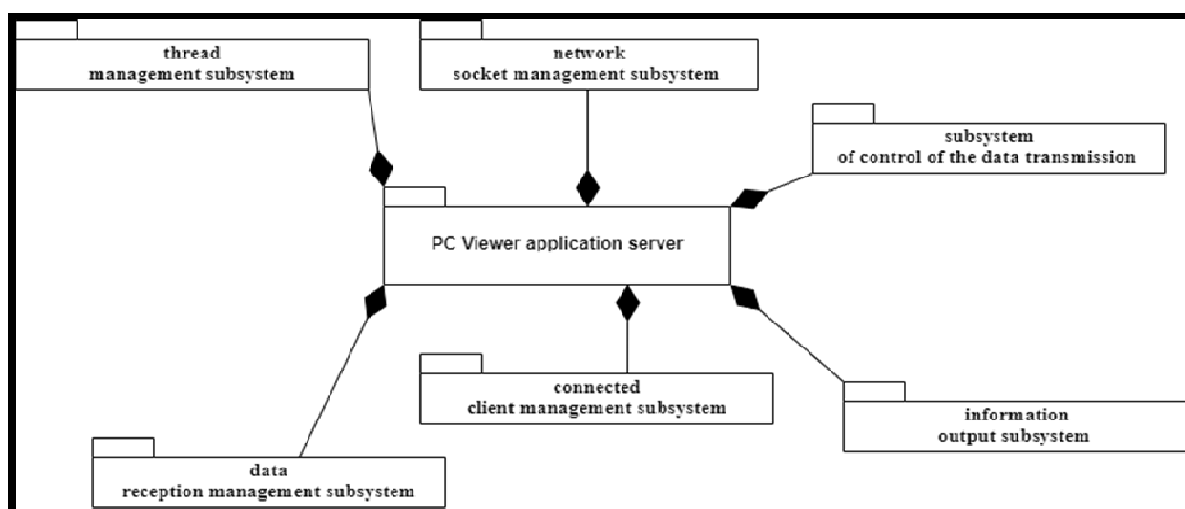 thread
management subsystem
network
socket management subsystem
subsystem
of control of the data transmission
PC Viewer application server
connected
client management subsystem
information
output subsystem
data
reception management subsystem